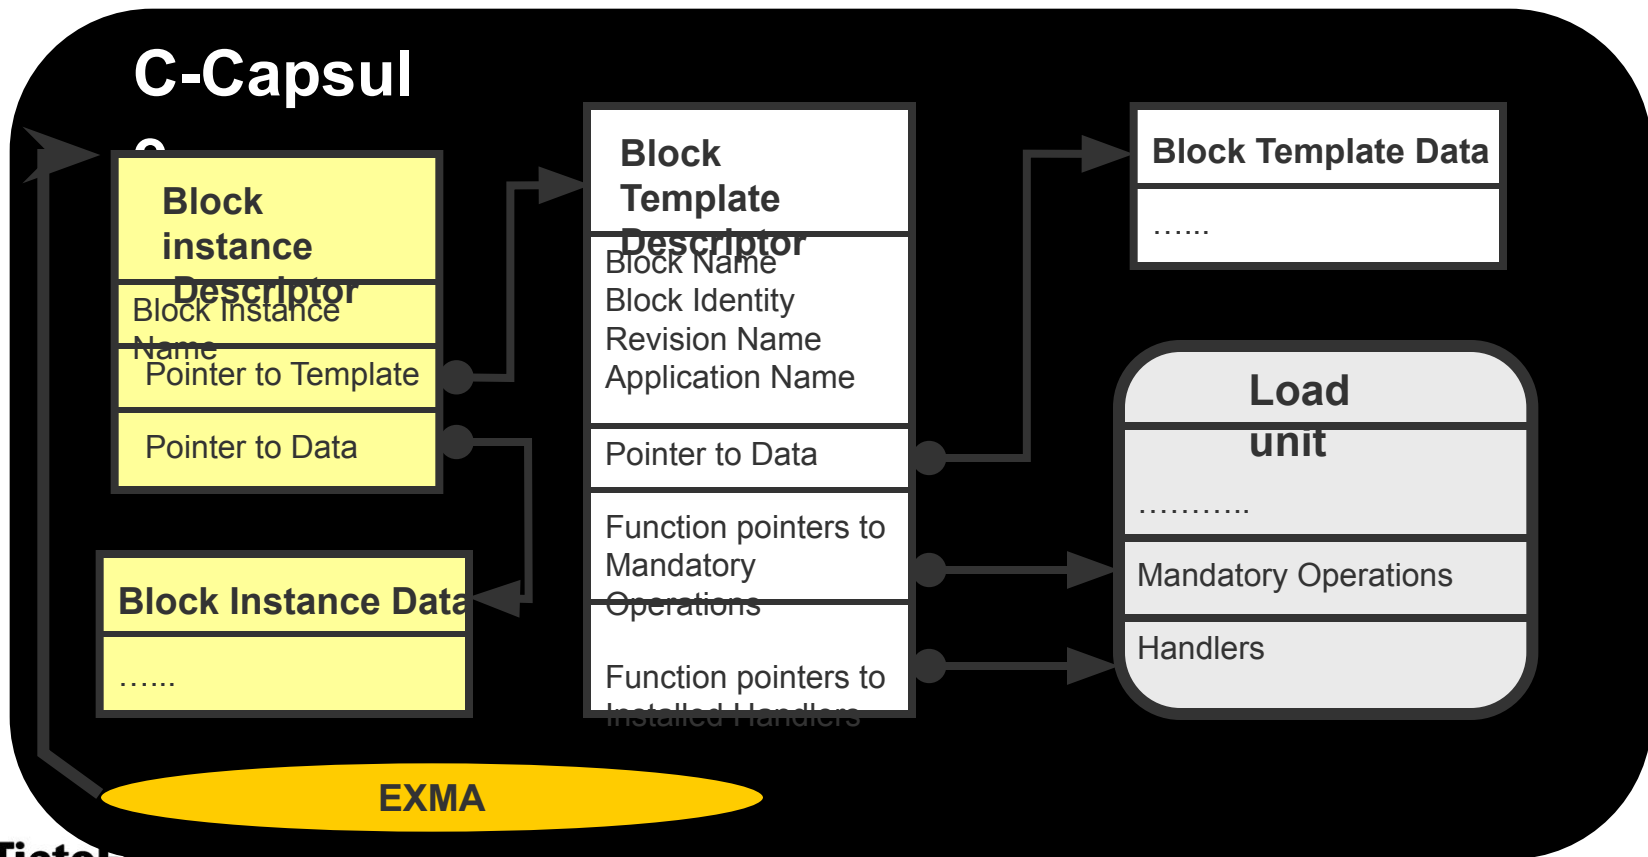 C-Capsul
e
Block
instance
Descriptor
Block Instance
Name
Pointer to Template
Pointer to Data
Block Instance Data
…...
Block
Template
Descriptor
Block Name
Block Identity
Revision Name
Application Name
Pointer to Data
Function pointers to
Mandatory
Operations
Function pointers to
Installed Handlers
Block Template Data
…...
Load
unit
………..
Mandatory Operations
Handlers
EXMA